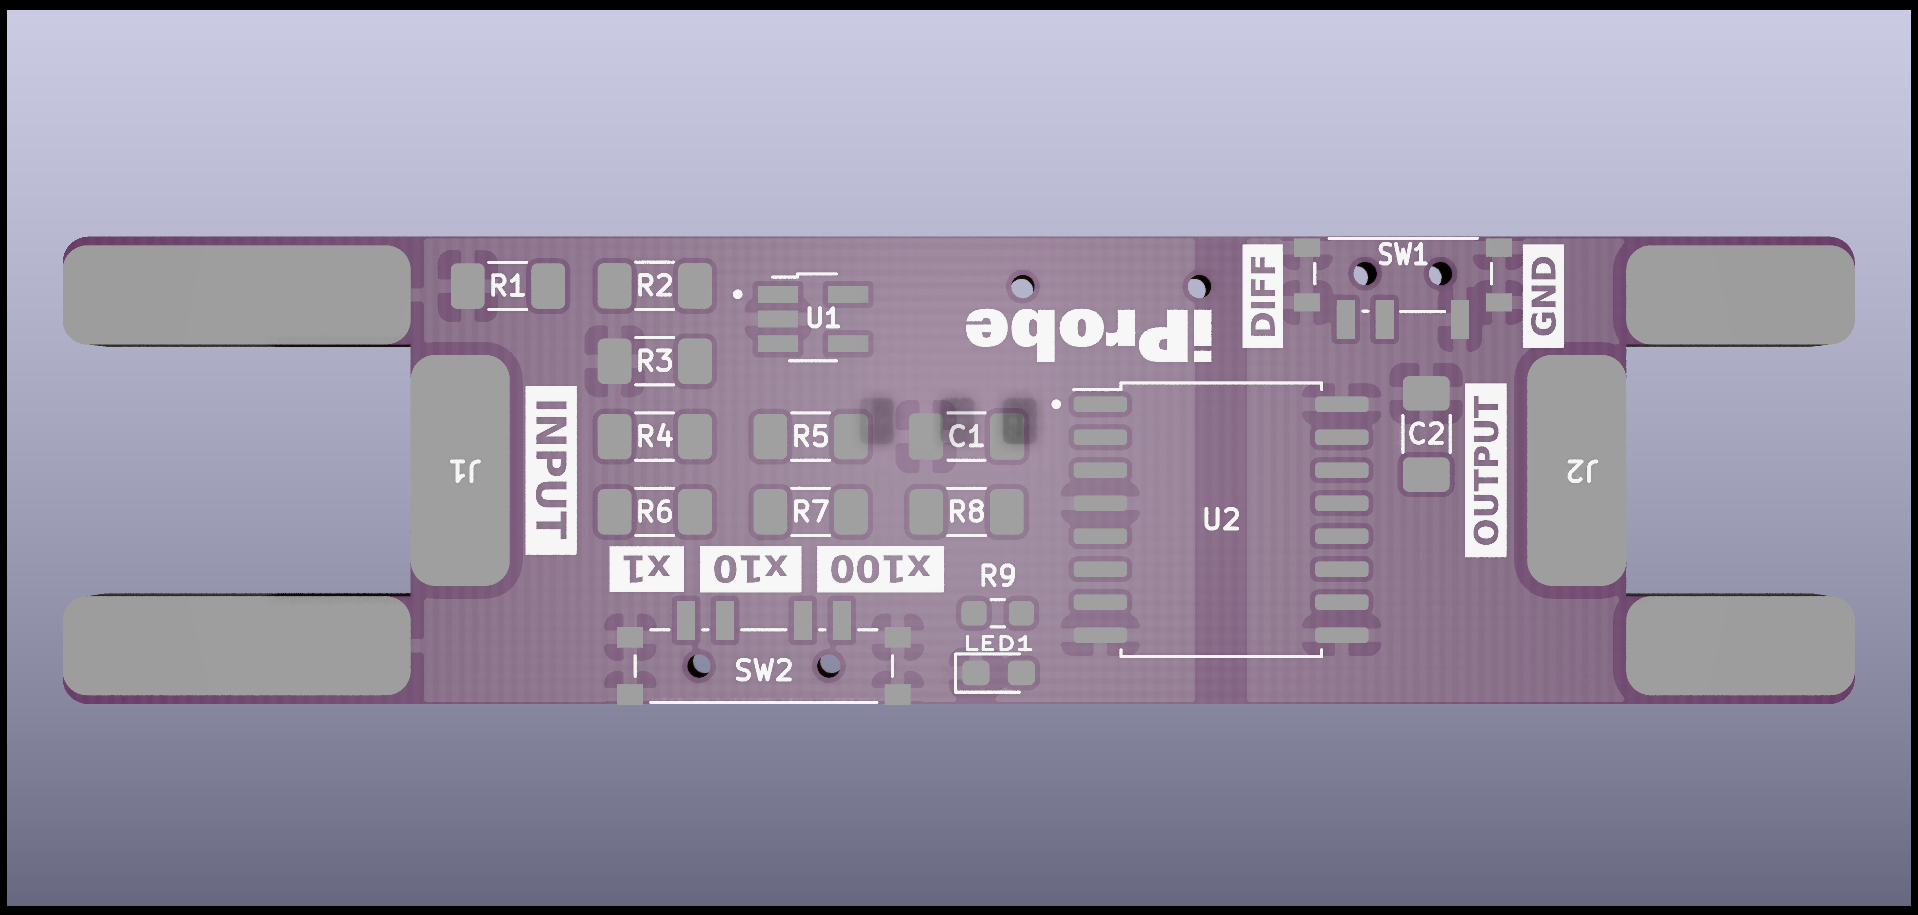 R1
R2
U1
iProbe
DIFF
SW1
GND
R3
J1
INPUT
R4
R5
C1
C2
OUTPUT
J2
R6
R7
R8
U2
X1
X10
X100
R9
SW2
LED1